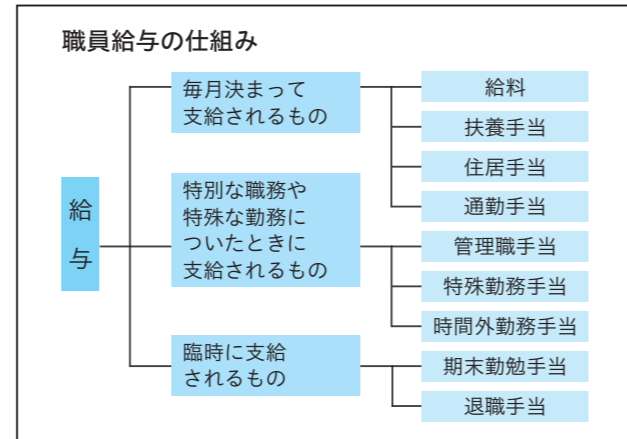 職員給与の仕組み
給
与
毎月決まって
支給されるもの
給料
扶養手当
住居手当
通勤手当
特別な職務や
特殊な勤務に
ついたときに
支給されるもの
管理職手当
特殊勤務手当
時間外勤務手当
臨時に支給
されるもの
期末勤勉手当
退職手当